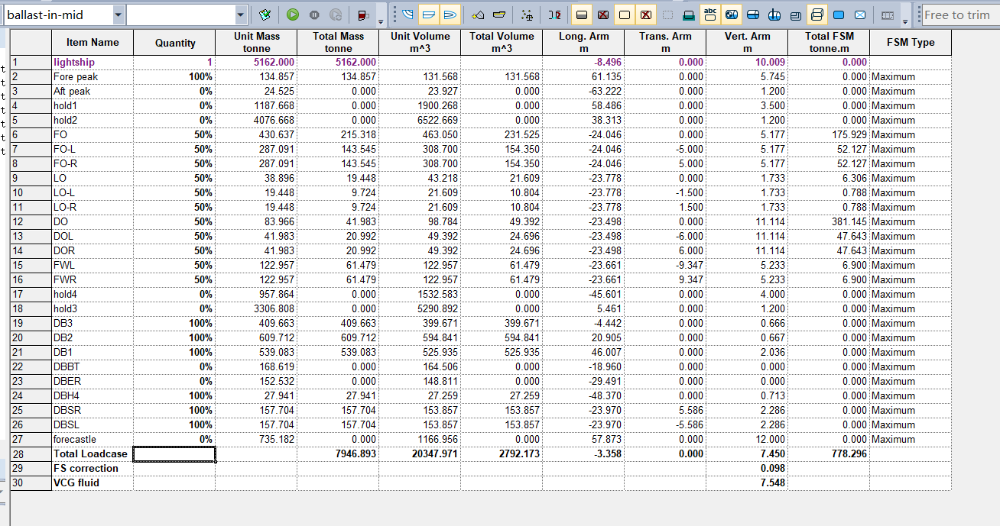 ballast-in-mid Free to trim
abc
Item Name Quantity Unit Mass tonne Total Mass tonne Unit Volume m^3 Total Volume m^3 Long. Arm m Trans. Arm m Vert. Arm m Total FSM tonne.m FSM Type
1 lightship 1 5162.000 5162.000 -8.496 0.000 10.009 0.000
2 Fore peak 100% 134.857 134.857 131.568 131.568 61.135 0.000 5.745 0.000 Maximum
3 Aft peak 0% 24.525 0.000 23.927 0.000 -63.222 0.000 1.200 0.000 Maximum
4 hold1 0% 1187.668 0.000 1900.268 0.000 58.486 0.000 3.500 0.000 Maximum
5 hold2 0% 4076.668 0.000 6522.669 0.000 38.313 0.000 1.200 0.000 Maximum
6 FO 50% 430.637 215.318 463.050 231.525 -24.046 0.000 5.177 175.929 Maximum
7 FO-L 50% 287.091 143.545 308.700 154.350 -24.046 -5.000 5.177 52.127 Maximum
8 FO-R 50% 287.091 143.545 308.700 154.350 -24.046 5.000 5.177 52.127 Maximum
9 LO 50% 38.896 19.448 43.218 21.609 -23.778 0.000 1.733 6.306 Maximum
10 LO-L 50% 19.448 9.724 21.609 10.804 -23.778 -1.500 1.733 0.788 Maximum
11 LO-R 50% 19.448 9.724 21.609 10.804 -23.778 1.500 1.733 0.788 Maximum
12 DO 50% 83.966 41.983 98.784 49.392 -23.498 0.000 11.114 381.145 Maximum
13 DOL 50% 41.983 20.992 49.392 24.696 -23.498 -6.000 11.114 47.643 Maximum
14 DOR 50% 41.983 20.992 49.392 24.696 -23.498 6.000 11.114 47.643 Maximum
15 FWL 50% 122.957 61.479 122.957 61.479 -23.661 -9.347 5.233 6.900 Maximum
16 FWR 50% 122.957 61.479 122.957 61.479 -23.661 9.347 5.233 6.900 Maximum
17 hold4 0% 957.864 0.000 1532.583 0.000 -45.601 0.000 4.000 0.000 Maximum
18 hold3 0% 3306.808 0.000 5290.892 0.000 5.461 0.000 1.200 0.000 Maximum
19 DB3 100% 409.663 409.663 399.671 399.671 -4.442 0.000 0.666 0.000 Maximum
20 DB2 100% 609.712 609.712 594.841 594.841 20.905 0.000 0.667 0.000 Maximum
21 DB1 100% 539.083 539.083 525.935 525.935 46.007 0.000 2.036 0.000 Maximum
22 DBBT 0% 168.619 0.000 164.506 0.000 -18.960 0.000 0.000 0.000 Maximum
23 DBER 0% 152.532 0.000 148.811 0.000 -29.491 0.000 0.000 0.000 Maximum
24 DBH4 100% 27.941 27.941 27.259 27.259 -48.370 0.000 0.713 0.000 Maximum
25 DBSR 100% 157.704 157.704 153.857 153.857 -23.970 5.586 2.286 0.000 Maximum
26 DBSL 100% 157.704 157.704 153.857 153.857 -23.970 -5.586 2.286 0.000 Maximum
27 forecastle 0% 735.182 0.000 1166.956 0.000 57.873 0.000 12.000 0.000 Maximum
28 Total Loadcase 7946.893 20347.971 2792.173 -3.358 0.000 7.450 778.296
29 FS correction 0.098
30 VCG fluid 7.548